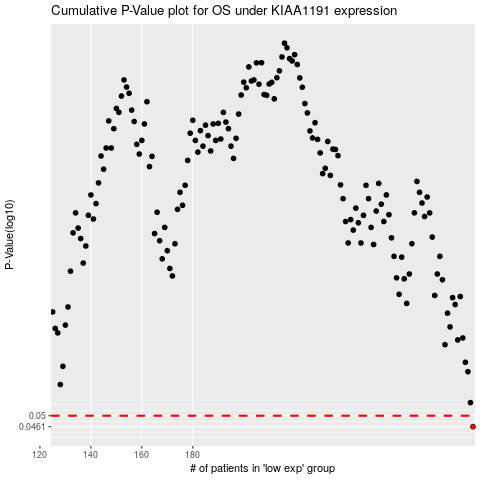 Cumulative P-Value plot for OS under KIAA1191 expression
P-Value(log10)
0.05
0.0461
120 140 160 180
# of patients in 'low exp' group